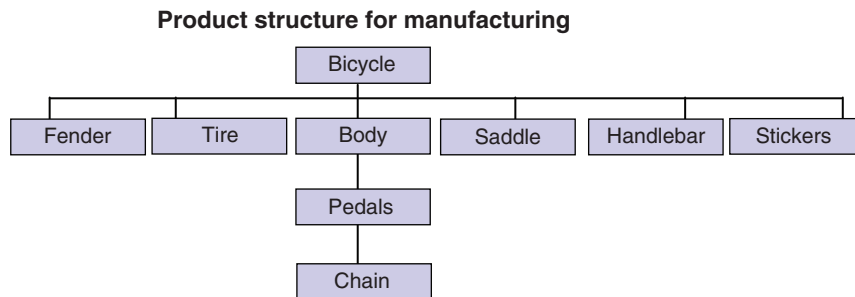 Product structure for manufacturing
Bicycle
Fender
Tire
Body
Saddle
Handlebar
Stickers
Pedals
Chain